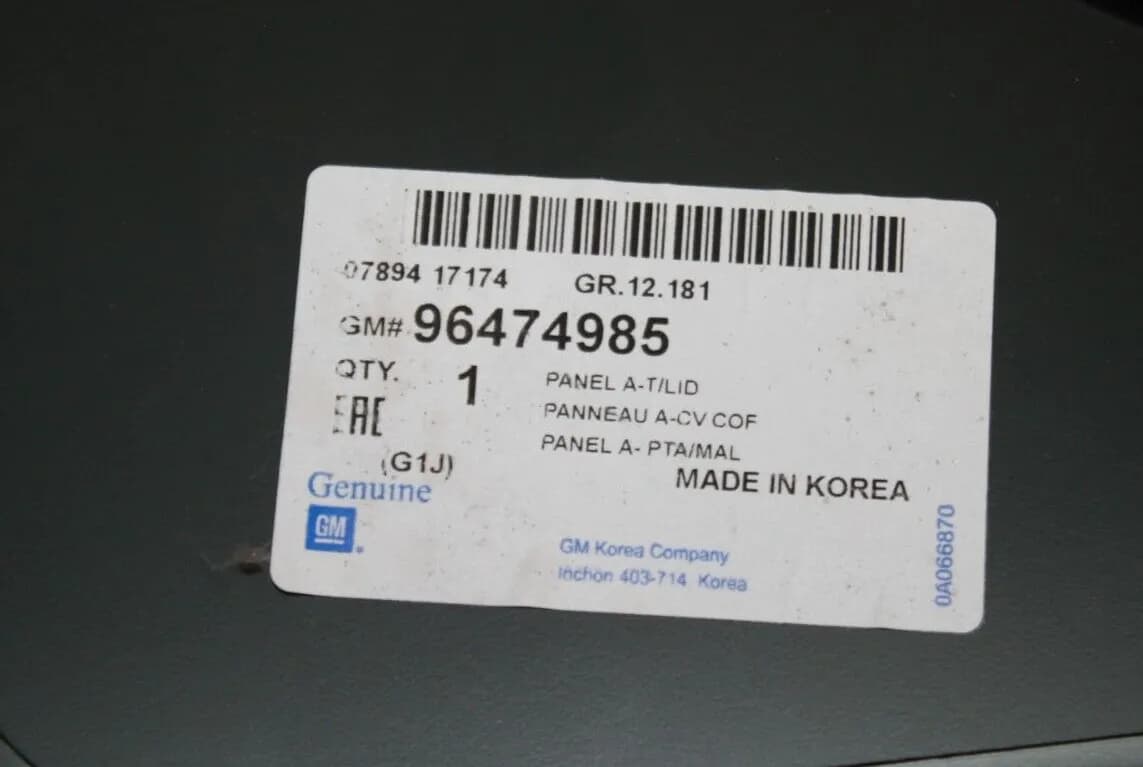 07894 17174 GR.12.181
GM# 96474985
QTY. 1 PANEL A-T/LID
PANNEAU A-CV COF
EAC
PANEL A- PTA/MAL
(G1J)
MADE IN KOREA
Genuine
GM
GM Korea Company
Inchon 403-714 Korea
0A066870